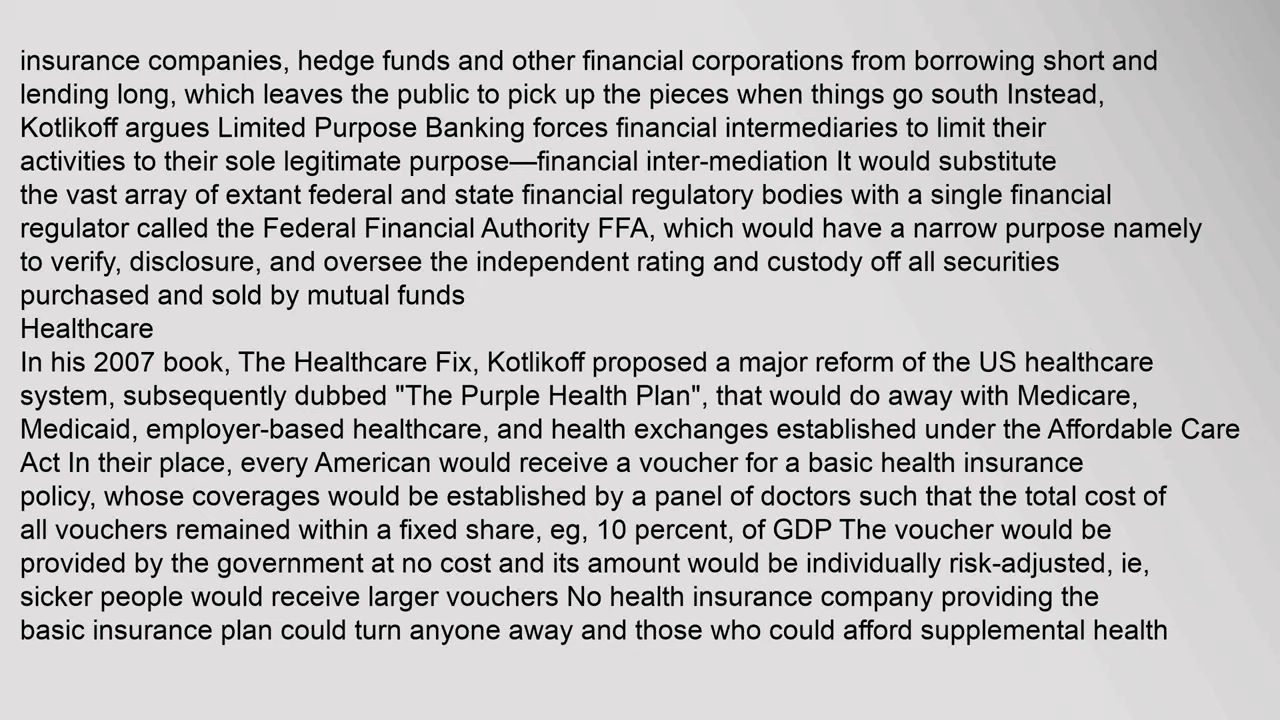 insurance companies, hedge funds and other financial corporations from borrowing short and
lending long, which leaves the public to pick up the pieces when things go south Instead,
Kotlikoff argues Limited Purpose Banking forces financial intermediaries to limit their
activities to their sole legitimate purpose—financial inter-mediation It would substitute
the vast array of extant federal and state financial regulatory bodies with a single financial
regulator called the Federal Financial Authority FFA, which would have a narrow purpose namely
to verify, disclosure, and oversee the independent rating and custody off all securities
purchased and sold by mutual funds
Healthcare
In his 2007 book, The Healthcare Fix, Kotlikoff proposed a major reform of the US healthcare
system, subsequently dubbed "The Purple Health Plan", that would do away with Medicare,
Medicaid, employer-based healthcare, and health exchanges established under the Affordable Care
Act In their place, every American would receive a voucher for a basic health insurance
policy, whose coverages would be established by a panel of doctors such that the total cost of
all vouchers remained within a fixed share, eg, 10 percent, of GDP The voucher would be
provided by the government at no cost and its amount would be individually risk-adjusted, ie,
sicker people would receive larger vouchers No health insurance company providing the
basic insurance plan could turn anyone away and those who could afford supplemental health